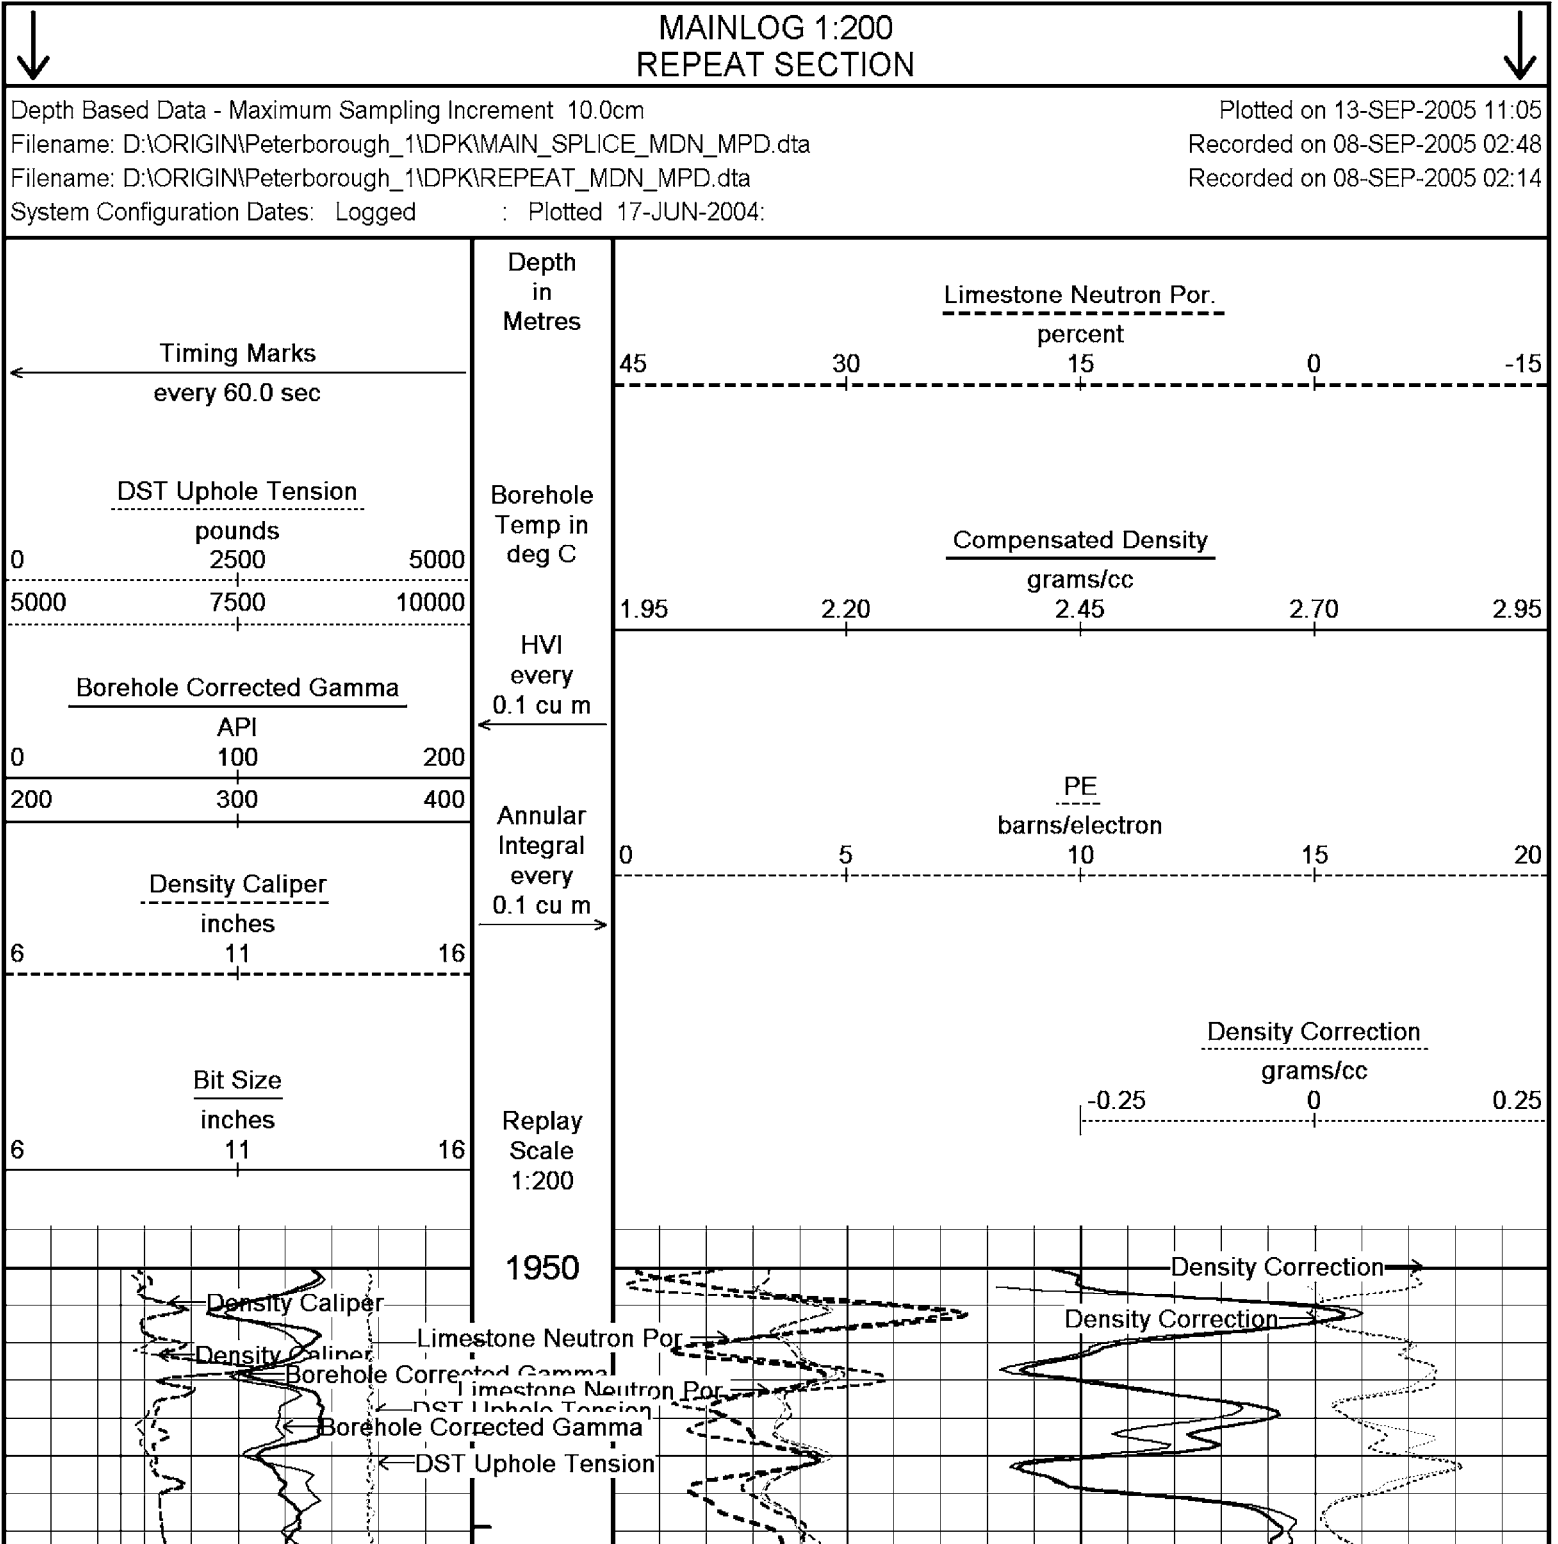 MAINLOG 1:200
REPEAT SECTION
Depth Based Data - Maximum Sampling Increment 10.0cm
Plotted on 13-SEP-2005 11:05
Filename: D:\ORIGIN\Peterborough_1\DPK\MAIN_SPLICE_MDN_MPD.dta
Recorded on 08-SEP-2005 02:48
Filename: D:\ORIGIN\Peterborough_1\DPK\REPEAT_MDN_MPD.dta
Recorded on 08-SEP-2005 02:14
System Configuration Dates: Logged : Plotted 17-JUN-2004:
Timing Marks
every 60.0 sec
DST Uphole Tension
pounds
0 2500 5000
5000 7500 10000
Borehole Corrected Gamma
API
0 100 200
200 300 400
Density Caliper
inches
6 11 16
Bit Size
inches
6 11 16
Depth
in
Metres
Borehole
Temp in
deg C
HVI
every
0.1 cu m
Annular
Integral
every
0.1 cu m
Replay
Scale
1:200
Limestone Neutron Por.
percent
45 30 15 0 -15
Compensated Density
grams/cc
1.95 2.20 2.45 2.70 2.95
PE
barns/electron
0 5 10 15 20
Density Correction
grams/cc
-0.25 0 0.25
1950
Density Correction
Density Caliper
Density Correction
Limestone Neutron Por.
Density Caliper
Borehole Corrected Gamma
Limestone Neutron Por.
DST Uphole Tension
Borehole Corrected Gamma
DST Uphole Tension